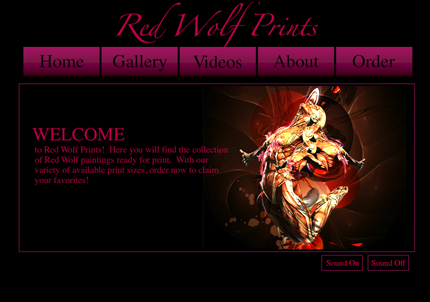 Red Wolf Prints
Home Gallery Videos About Order
WELCOME
to Red Wolf Prints! Here you will find the collection
of Red Wolf paintings ready for print. With our
variety of available print sizes, order now to claim
your favorites!
Sound On Sound Off